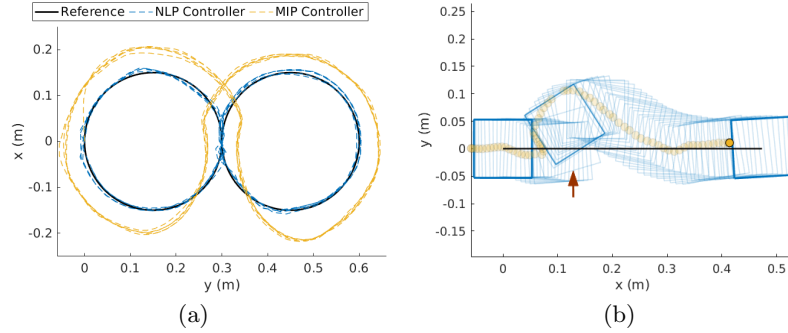 Reference NLP Controller MIP Controller
0.2
0.1
0
-0.1
-0.2
x (m)
0 0.1 0.2 0.3 0.4 0.5 0.6
y (m)
(a)
0.25
0.2
0.15
0.1
0.05
0
-0.05
-0.1
-0.15
y (m)
0 0.1 0.2 0.3 0.4 0.5
x (m)
(b)